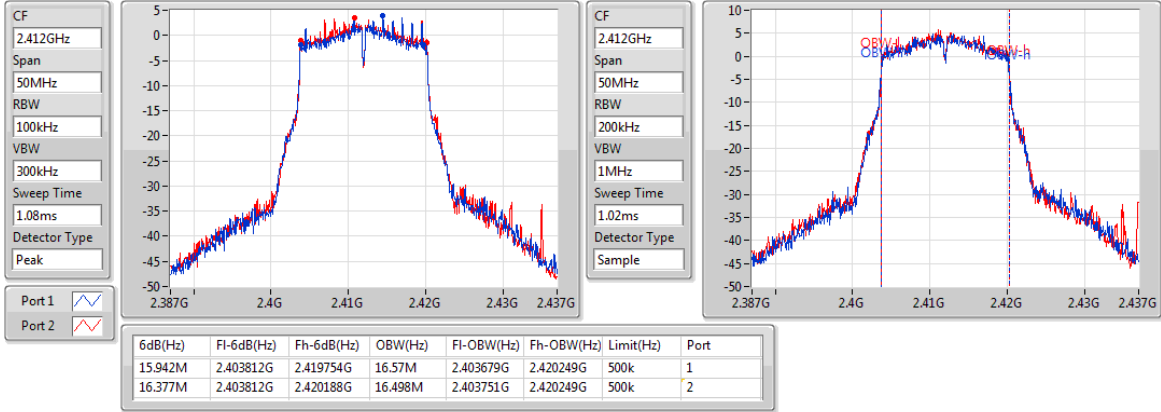 CF
2.412GHz
Span
50MHz
RBW
100kHz
VBW
300kHz
Sweep Time
1.08ms
Detector Type
Peak
Port 1
Port 2
5
0
-5
-10
-15
-20
-25
-30
-35
-40
-45
-50
2.387G 2.4G 2.41G 2.42G 2.43G 2.437G
CF
2.412GHz
Span
50MHz
RBW
200kHz
VBW
1MHz
Sweep Time
1.02ms
Detector Type
Sample
10
5
0
-5
-10
-15
-20
-25
-30
-35
-40
-45
-50
OBW-h
2.387G 2.4G 2.41G 2.42G 2.43G 2.437G
6dB(Hz) Fl-6dB(Hz) Fh-6dB(Hz) OBW(Hz) Fl-OBW(Hz) Fh-OBW(Hz) Limit(Hz) Port
15.942M 2.403812G 2.419754G 16.57M 2.403679G 2.420249G 500k 1
16.377M 2.403812G 2.420188G 16.498M 2.403751G 2.420249G 500k 2